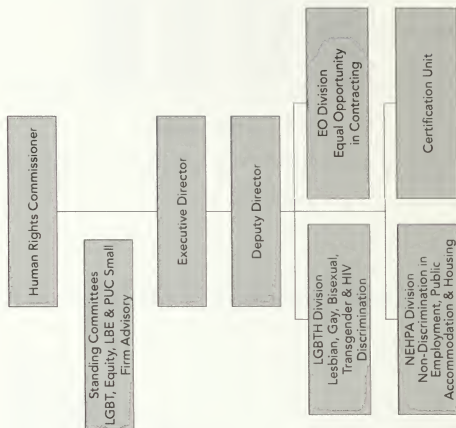 Human Rights Commissioner
Standing Committees
LGBT, Equity, LBE & PUC Small
Firm Advisory
Executive Director
Deputy Director
LGBTH Division
Lesbian, Gay, Bisexual,
Transgender & HIV
Discrimination
EO Division
Equal Opportunity
in Contracting
NEHPA Division
Non-Discrimination in
Employment, Public
Accommodation & Housing
Certification Unit